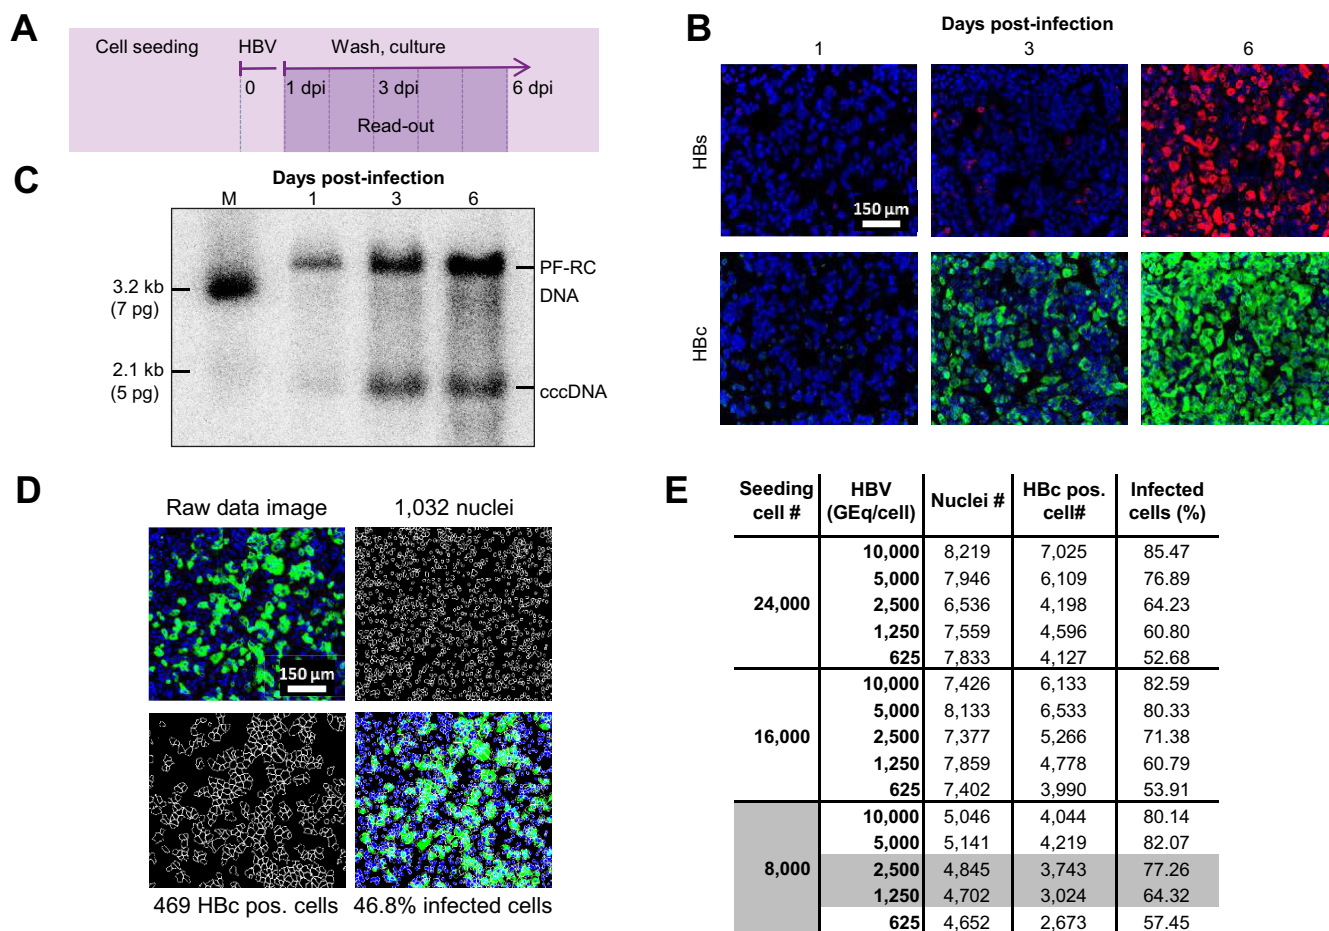 A
Cell seeding HBV Wash, culture
0 1 dpi 3 dpi 6 dpi
Read-out
B
Days post-infection
1 3 6
HBs
150 µm
HBc
C
Days post-infection
M 1 3 6
PF-RC
DNA
3.2 kb
(7 pg)
2.1 kb
(5 pg)
cccDNA
D
Raw data image 1,032 nuclei
150 µm
469 HBc pos. cells 46.8% infected cells
E
Seeding cell # HBV (GEq/cell) Nuclei # HBc pos. cell# Infected cells (%)
24,000
10,000 8,219 7,025 85.47
5,000 7,946 6,109 76.89
2,500 6,536 4,198 64.23
1,250 7,559 4,596 60.80
625 7,833 4,127 52.68
16,000
10,000 7,426 6,133 82.59
5,000 8,133 6,533 80.33
2,500 7,377 5,266 71.38
1,250 7,859 4,778 60.79
625 7,402 3,990 53.91
8,000
10,000 5,046 4,044 80.14
5,000 5,141 4,219 82.07
2,500 4,845 3,743 77.26
1,250 4,702 3,024 64.32
625 4,652 2,673 57.45